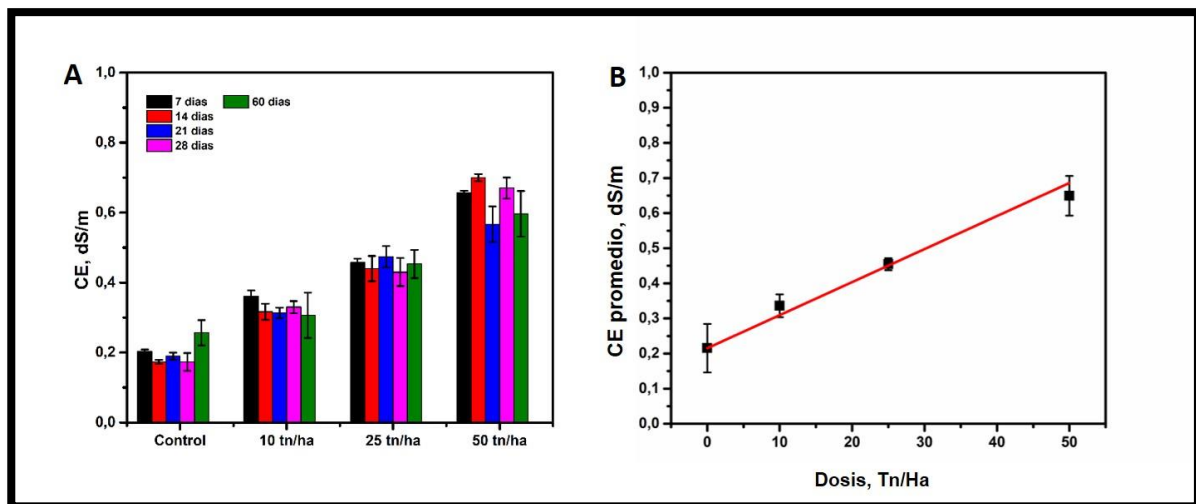 A
CE, dS/m
1,0
0,8
0,6
0,4
0,2
0,0
7 dias
14 dias
21 dias
28 dias
60 dias
Control
10 tn/ha
25 tn/ha
50 tn/ha
B
CE promedio, dS/m
1,0
0,9
0,8
0,7
0,6
0,5
0,4
0,3
0,2
0,1
0,0
0
10
20
30
40
50
Dosis, Tn/Ha